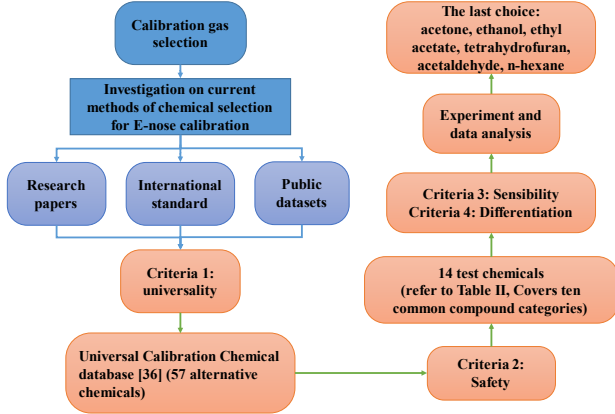 Calibration gas
selection
Investigation on current
methods of chemical selection
for E-nose calibration
Research
papers
International
standard
Public
datasets
Criteria 1:
universality
Universal Calibration Chemical
database [36] (57 alternative
chemicals)
Criteria 2:
Safety
14 test chemicals
(refer to Table II, Covers ten
common compound categories)
Criteria 3: Sensibility
Criteria 4: Differentiation
Experiment and
data analysis
The last choice:
acetone, ethanol, ethyl
acetate, tetrahydrofuran,
acetaldehyde, n-hexane